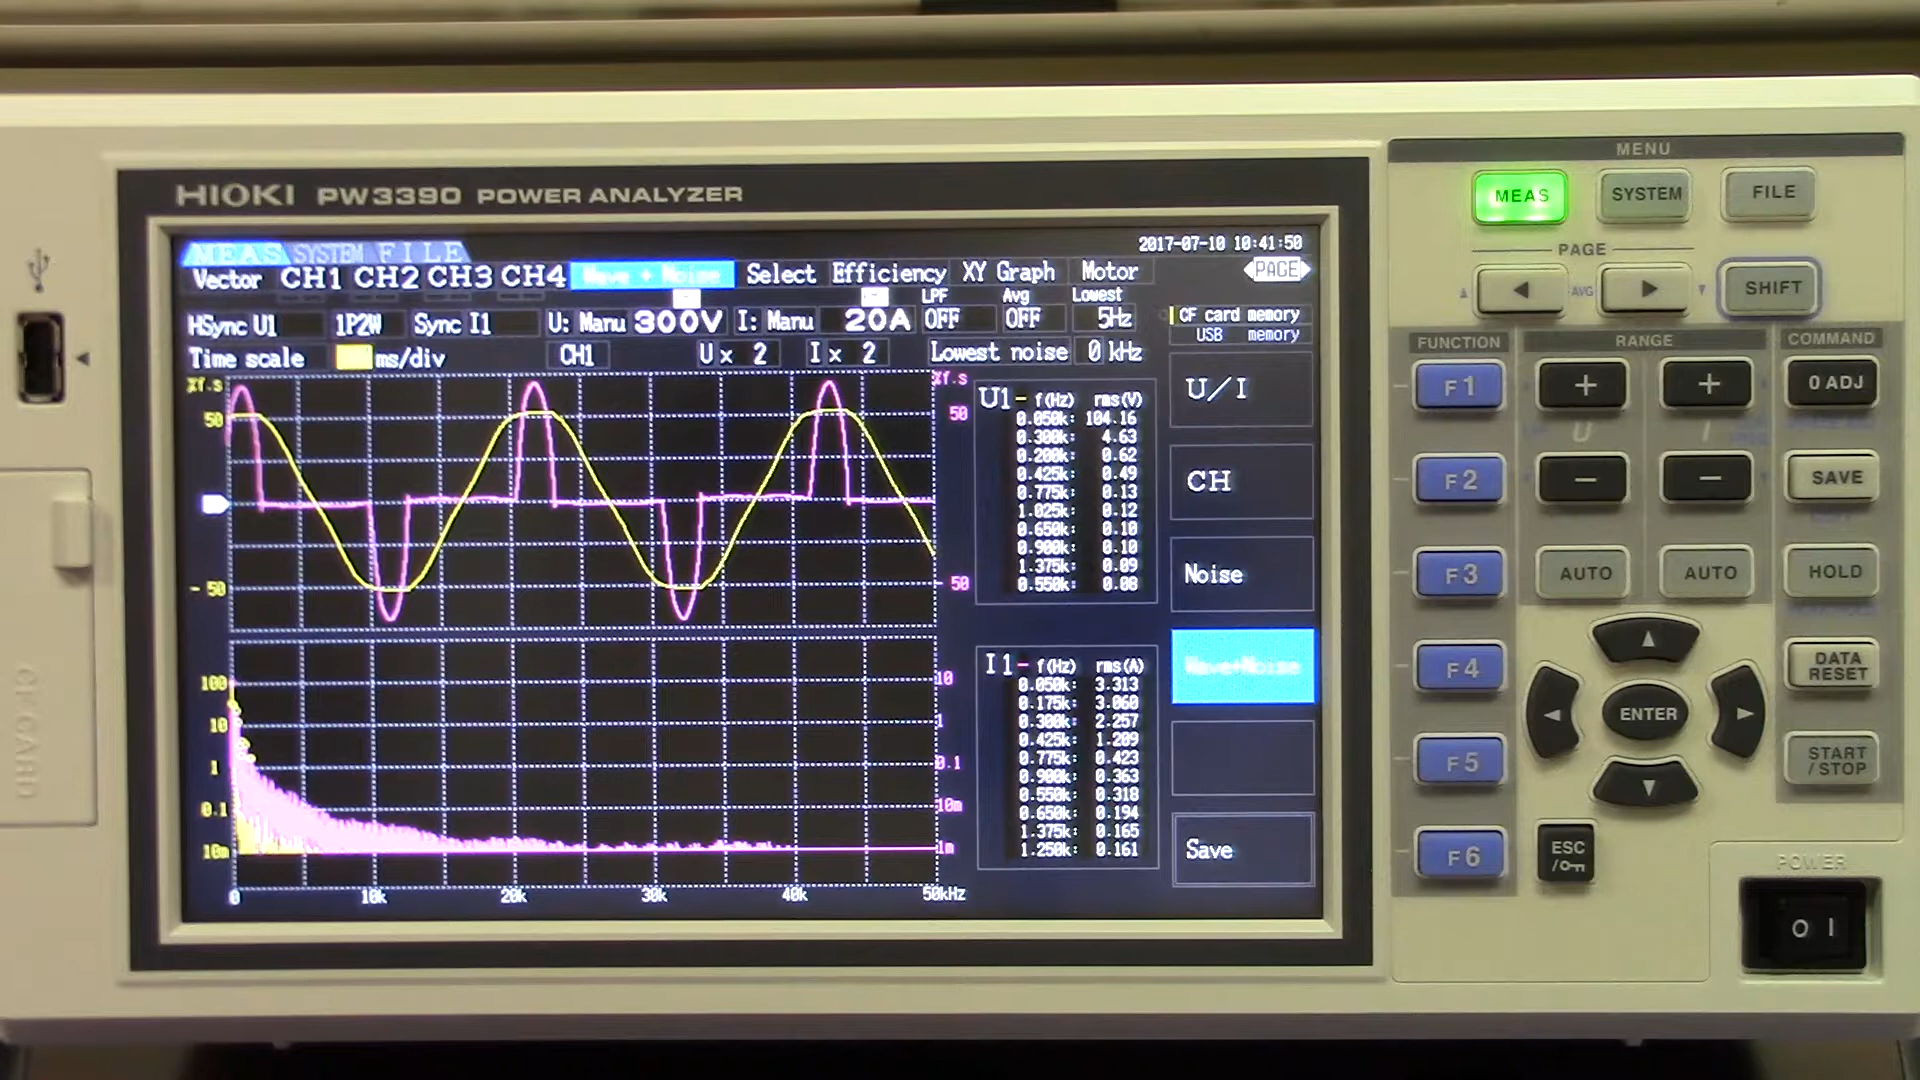 HIOKI PW3390 POWER ANALYZER
MEAS SYSTEM FILE
2017-07-10 10:41:50
Vector CH1 CH2 CH3 CH4 Wave + Noise Select Efficiency XY Graph Motor
PAGE
LPF Avg Lowest
HSync U1 1P2W Sync I1 U: Manu 300V I: Manu 20A OFF OFF 5Hz
CF card memory
USB memory
Time scale ms/div CH1 U x 2 I x 2 Lowest noise 0 kHz
%f.s
50
- 50
%f.s
50
50
U1 - f(Hz) rms(V)
0.050k: 104.16
0.300k: 4.63
0.200k: 0.62
0.425k: 0.49
0.775k: 0.13
1.025k: 0.12
0.650k: 0.10
0.900k: 0.10
1.375k: 0.09
0.550k: 0.08
I1 - f(Hz) rms(A)
0.050k: 3.313
0.175k: 3.060
0.300k: 2.257
0.425k: 1.209
0.775k: 0.423
0.900k: 0.363
0.550k: 0.318
0.650k: 0.194
1.375k: 0.165
1.250k: 0.161
100
10
1
0.1
10m
10
1
0.1
10m
1m
0 10k 20k 30k 40k 50kHz
U/I
CH
Noise
Wave+Noise
Save
MENU
MEAS SYSTEM FILE
PAGE
AVG
SHIFT
FUNCTION RANGE COMMAND
F1 + + 0 ADJ
U I
F2 - - SAVE
F3 AUTO AUTO HOLD
F4
DATA
RESET
ENTER
F5
START
/STOP
F6
ESC
/
POWER
O I
CF CARD